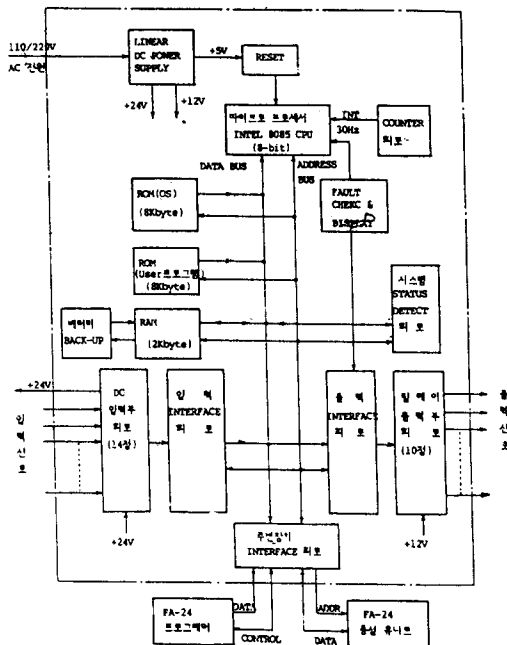 110/220V
AC 전원
LINEAR
DC POWER
SUPPLY
+5V
RESET
+24V
+12V
마이크로 프로세서
INTEL 8085 CPU
(8-bit)
INT
30Hz
COUNTER
회로
DATA BUS
ADDRESS
BUS
ROM(OS)
(8Kbyte)
FAULT
CHEKC &
DISPLAY
ROM
(User프로그램)
(8Kbyte)
배터리
BACK-UP
RAM
(2Kbyte)
시스템
STATUS
DETECT
회로
+24V
DC
입력부
회로
(14점)
입력
INTERFACE
회로
출력
INTERFACE
회로
릴레이
출력부
회로
(10점)
입력신호
출력신호
+24V
+12V
주변장치
INTERFACE 회로
DATA
ADDR
FA-24
프로그래머
CONTROL
DATA
FA-24
증설 유니트